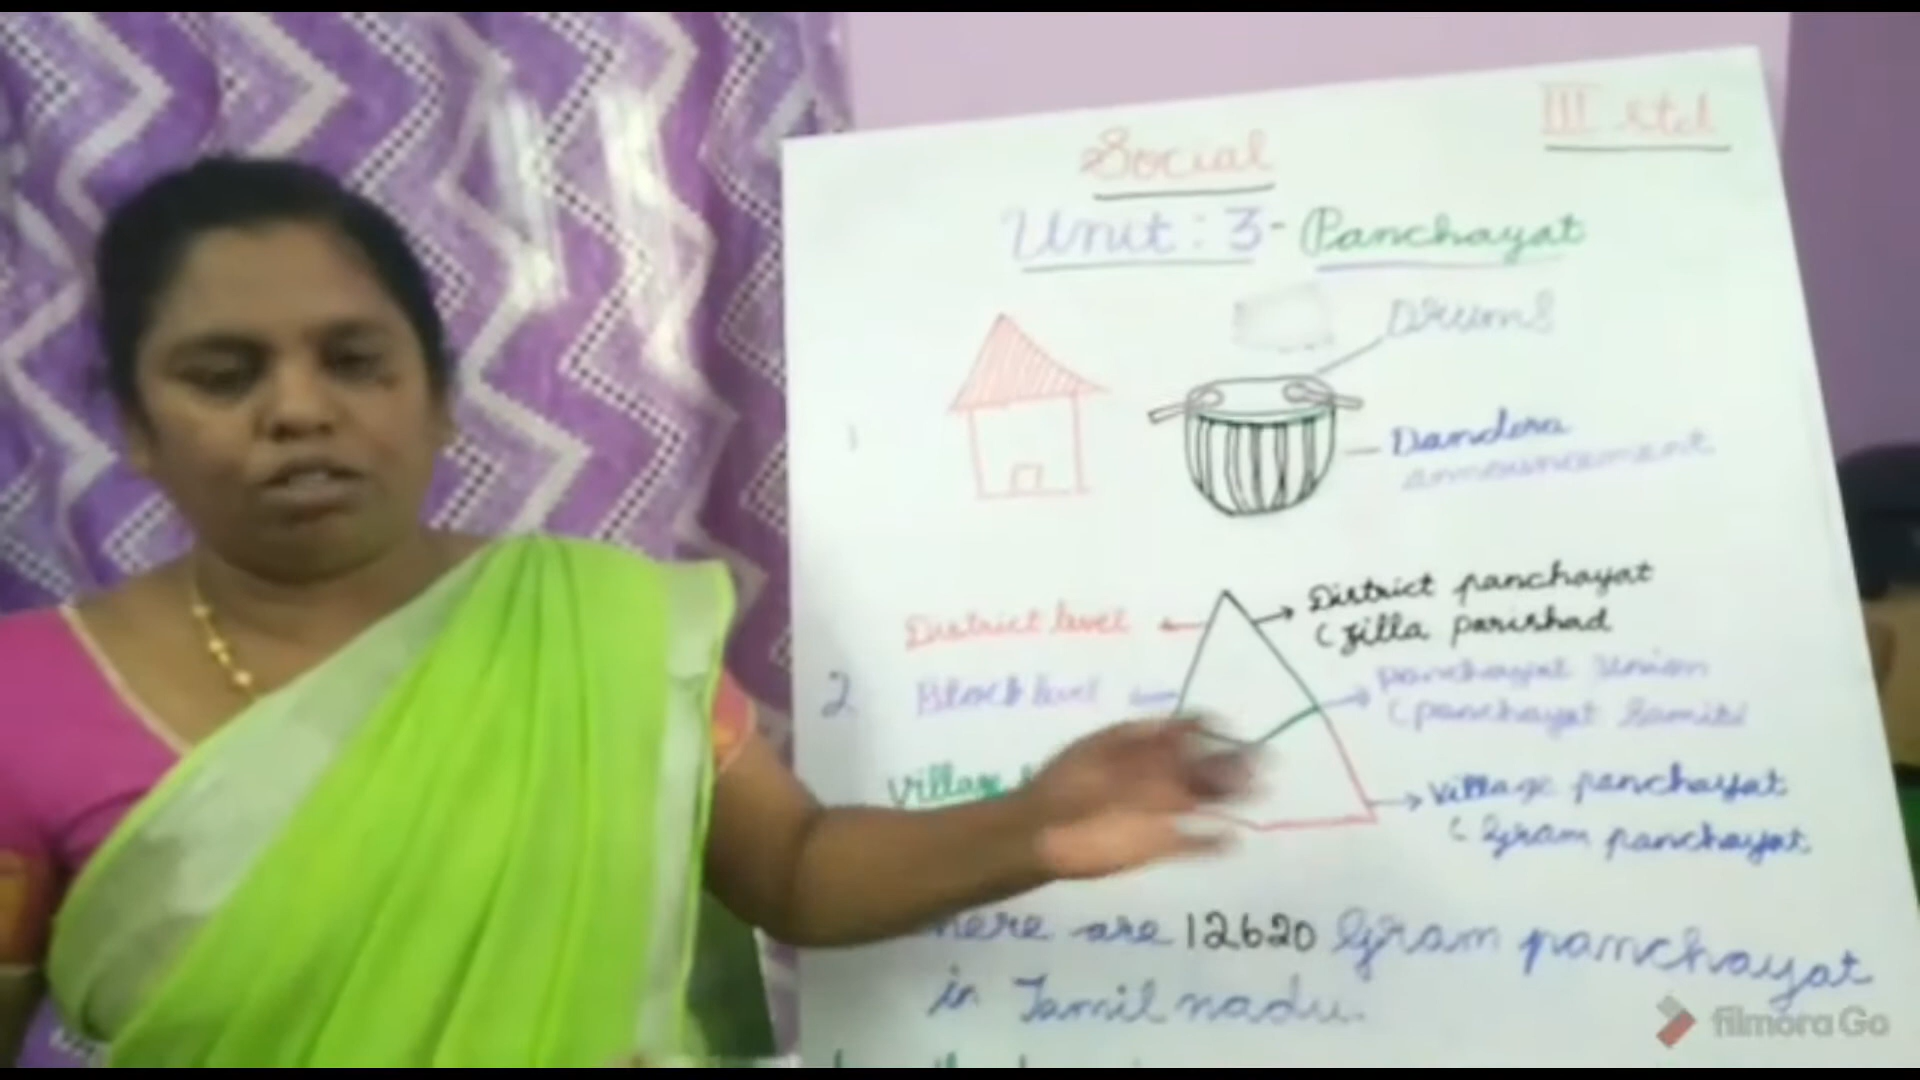 III std
Social
Unit : 3 - Panchayat
Drums
1
Dandora
announcement
District level
District panchayat
(Zilla parishad
2
Block level
panchayat Union
(panchayat Samiti
Village
Village panchayat
(Gram panchayat
here are 12620 Gram panchayat
in Tamil nadu.
filmora Go